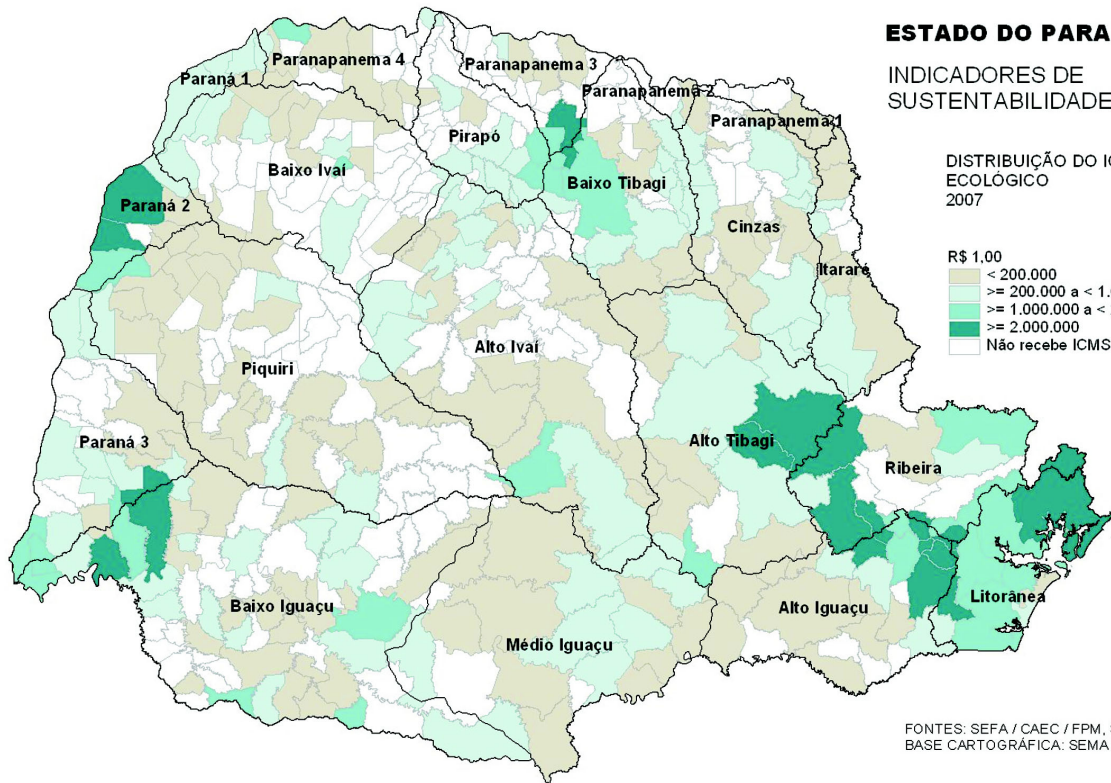 ESTADO DO PARA
INDICADORES DE
SUSTENTABILIDADE
DISTRIBUIÇÃO DO IC
ECOLÓGICO
2007
R$ 1,00
< 200.000
>= 200.000 a < 1.0
>= 1.000.000 a <
>= 2.000.000
Não recebe ICMS
Paranapanema 4
Paranapanema 3
Paraná 1
Paranapanema 2
Paranapanema 1
Pirapó
Baixo Ivaí
Baixo Tibagi
Paraná 2
Cinzas
Itararé
Alto Ivaí
Piquiri
Paraná 3
Alto Tibagi
Ribeira
Litorânea
Baixo Iguaçu
Alto Iguaçu
Médio Iguaçu
FONTES: SEFA / CAEC / FPM,
BASE CARTOGRÁFICA: SEMA